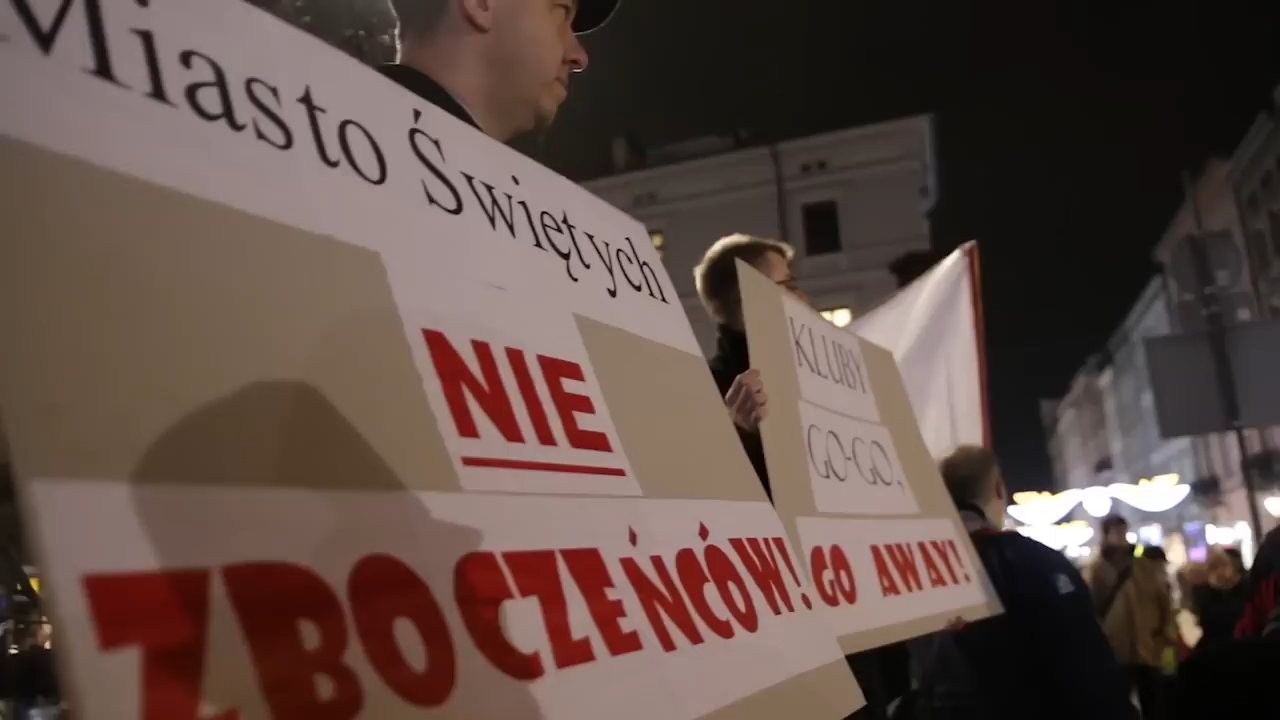 Miasto Świętych
NIE
ZBOCZEŃCÓW!
KLUBY
GO-GO,
GO AWAY!